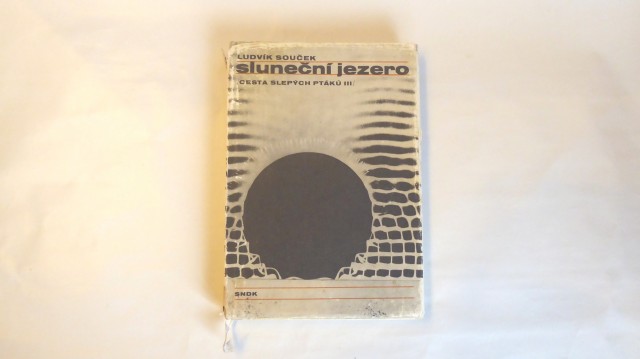 LUDVÍK SOUČEK
sluneční jezero
CESTA SLEPÝCH PTÁKŮ III
SNDK